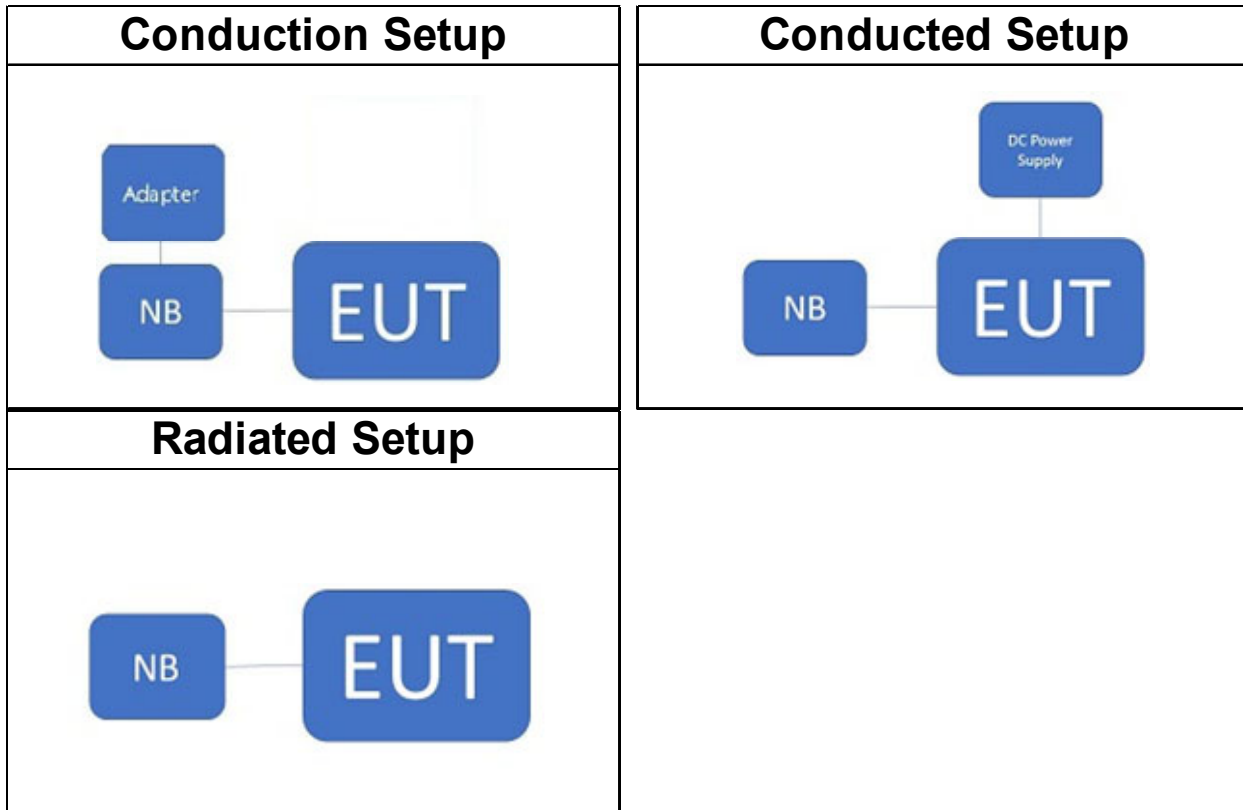 Conduction Setup
Adapter
NB
EUT
Conducted Setup
DC Power
Supply
NB
EUT
Radiated Setup
NB
EUT